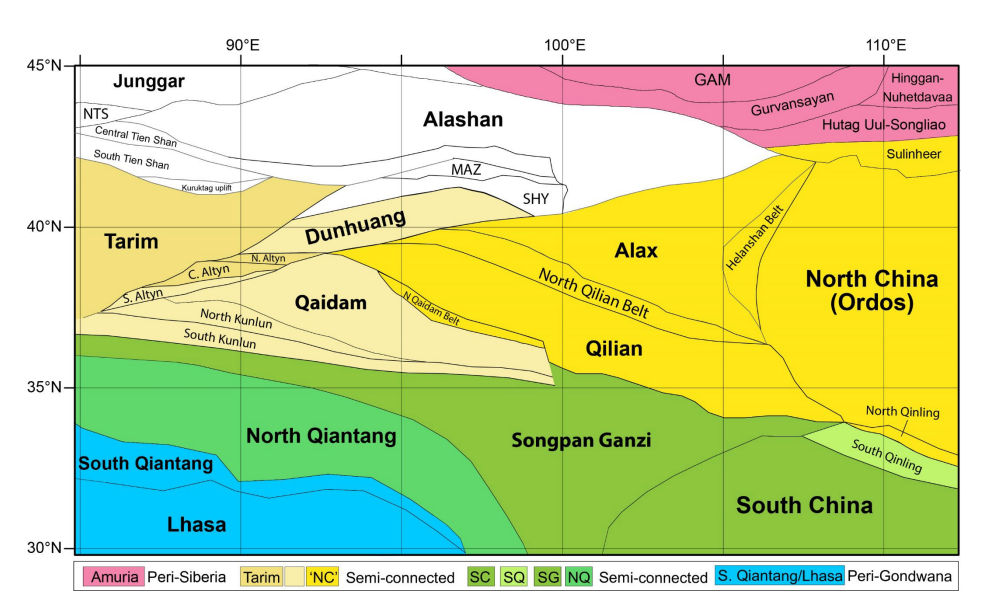 90°E
100°E
110°E
45°N
Junggar
GAM
Hinggan-
Nuhetdavaa
Gurvansayan
NTS
Alashan
Hutag Uul-Songliao
Central Tien Shan
South Tien Shan
Sulinheer
MAZ
Kuruktag uplift
SHY
40°N
Dunhuang
Tarim
Alax
Helanshan Belt
N. Altyn
C. Altyn
North China
(Ordos)
S. Altyn
Qaidam
North Qilian Belt
N Qaidam Belt
North Kunlun
South Kunlun
Qilian
35°N
North Qinling
North Qiantang
Songpan Ganzi
South Qinling
South Qiantang
South China
Lhasa
30°N
Amuria Peri-Siberia Tarim 'NC' Semi-connected SC SQ SG NQ Semi-connected S. Qiantang/Lhasa Peri-Gondwana